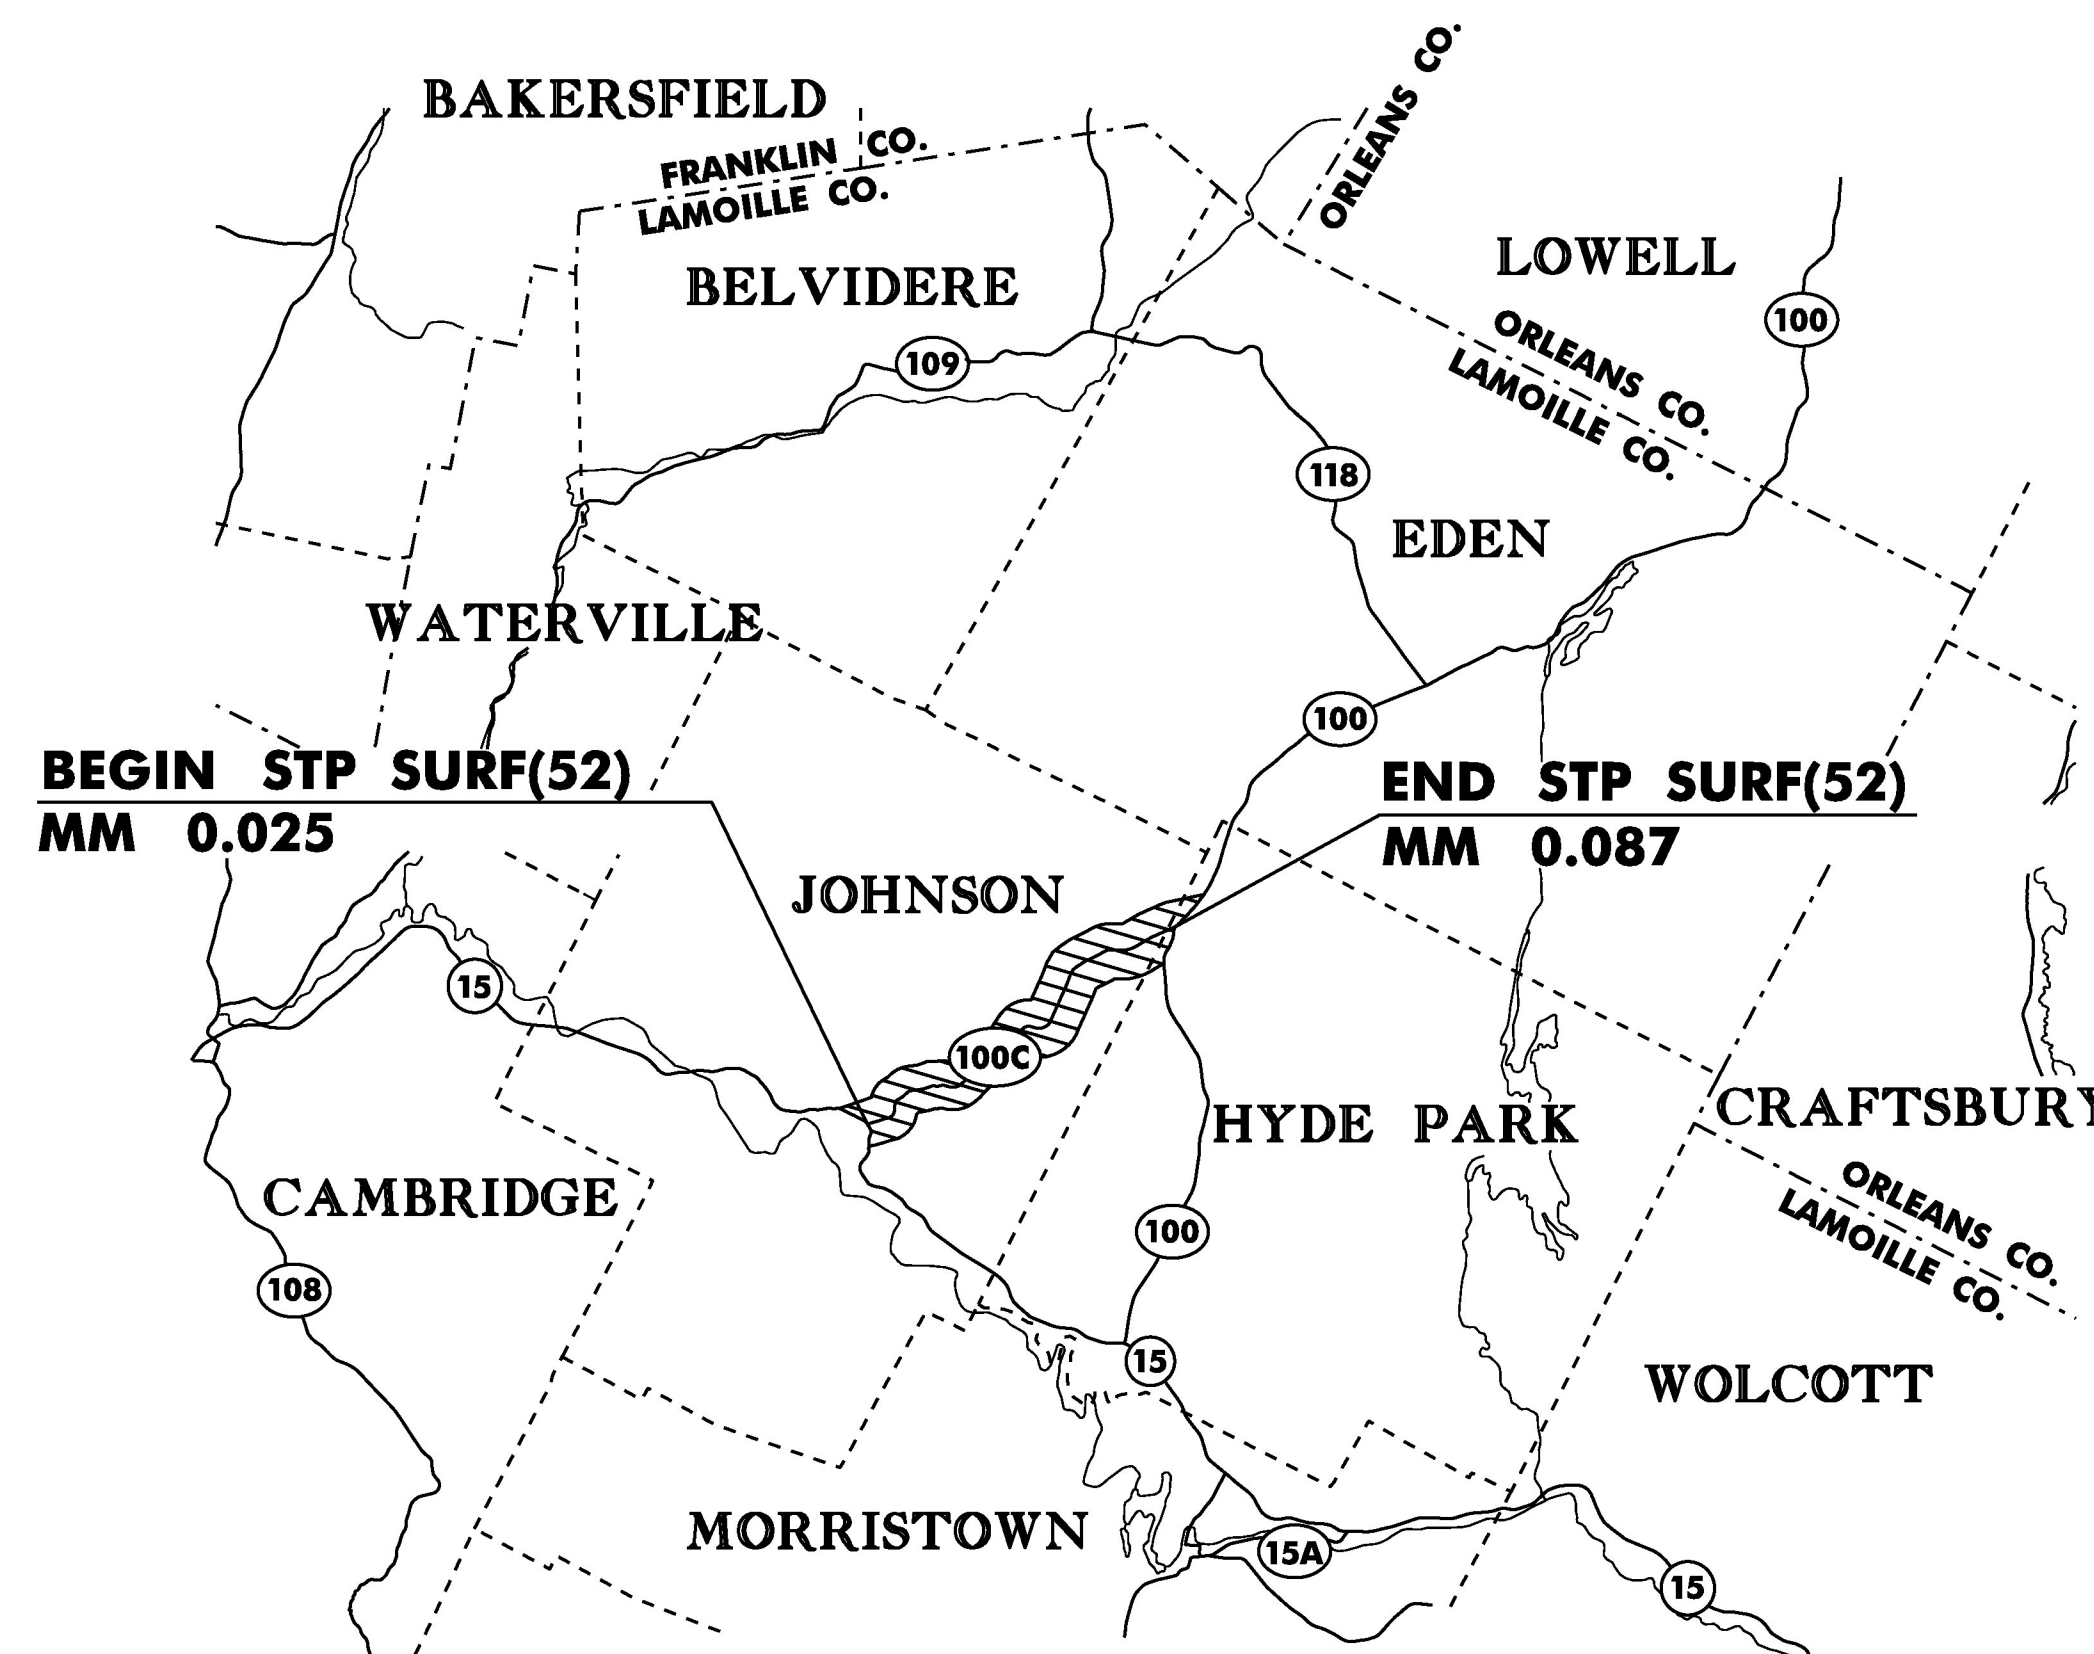 ORLEANS CO.
BAKERSFIELD
FRANKLIN CO.
LAMOILLE CO.
LOWELL
BELVIDERE
100
ORLEANS CO.
LAMOILLE CO.
109
118
EDEN
WATERVILLE
100
BEGIN STP SURF(52)
MM 0.025
END STP SURF(52)
MM 0.087
JOHNSON
15
100C
HYDE PARK
CRAFTSBURY
CAMBRIDGE
ORLEANS CO.
LAMOILLE CO.
100
108
15
WOLCOTT
MORRISTOWN
15A
15